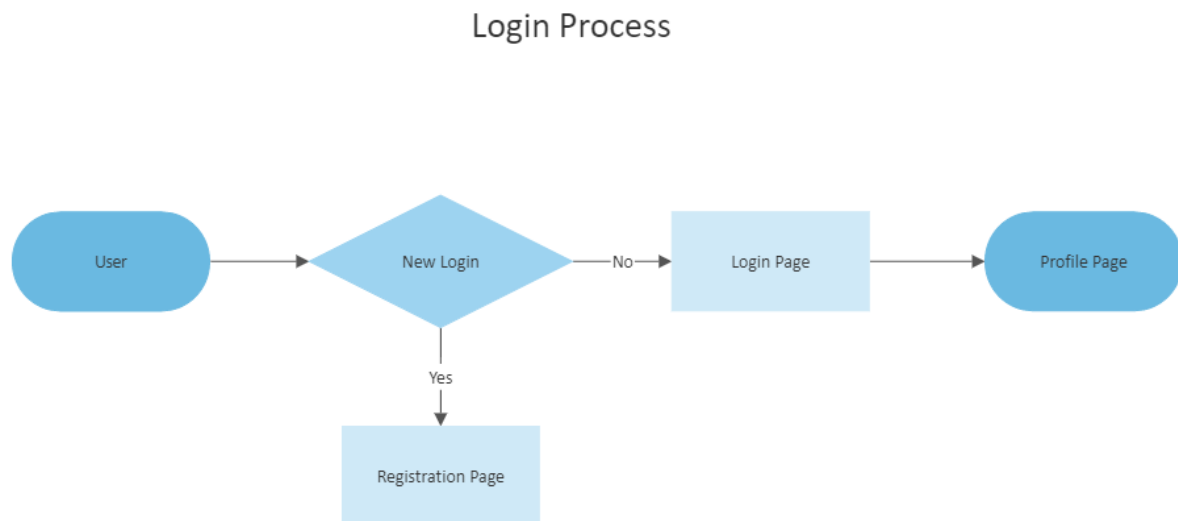 Login Process
User
New Login
No
Login Page
Profile Page
Yes
Registration Page